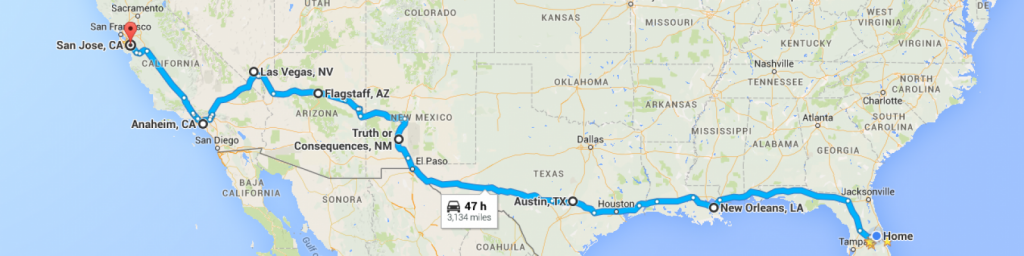 Sacramento
San Francisco
San Jose, CA
CALIFORNIA
Las Vegas, NV
Flagstaff, AZ
ARIZONA
Anaheim, CA
San Diego
NEW MEXICO
Truth or
Consequences, NM
El Paso
BAJA
CALIFORNIA
SONORA
CHIHUAHUA
COAHUILA
COLORADO
KANSAS
OKLAHOMA
Dallas
TEXAS
Austin, TX
Houston
47 h
3,134 miles
MISSOURI
ARKANSAS
MISSISSIPPI
LOUISIANA
New Orleans, LA
ALABAMA
Nashville
TENNESSEE
KENTUCKY
WEST
VIRGINIA
VIRGINIA
NORTH
CAROLINA
Charlotte
SOUTH
CAROLINA
Atlanta
GEORGIA
Jacksonville
Home
Tampa